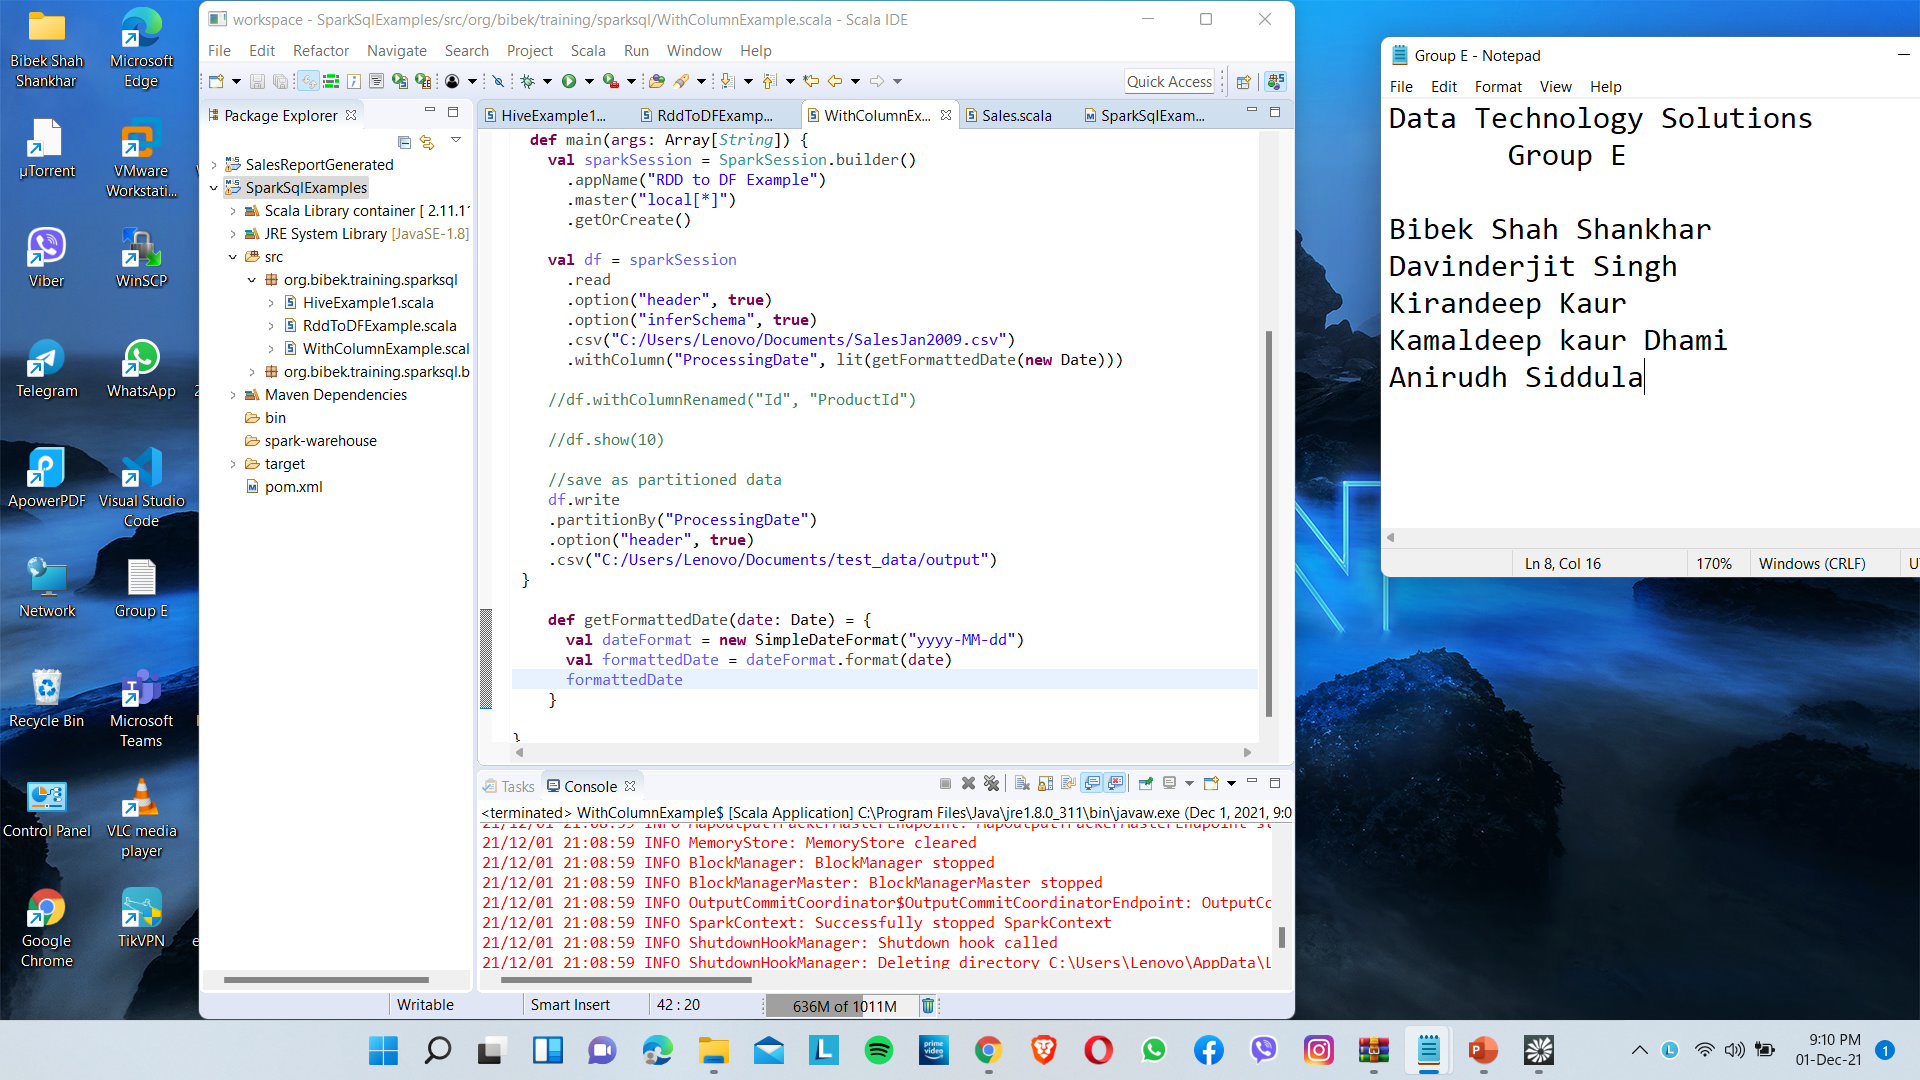 Bibek Shah Shankhar
Microsoft Edge
µTorrent
VMware Workstati...
Viber
WinSCP
Telegram
WhatsApp
ApowerPDF
Visual Studio Code
Network
Group E
Recycle Bin
Microsoft Teams
Control Panel
VLC media player
Google Chrome
TikVPN
workspace - SparkSqlExamples/src/org/bibek/training/sparksql/WithColumnExample.scala - Scala IDE
File Edit Refactor Navigate Search Project Scala Run Window Help
Quick Access
Package Explorer
SalesReportGenerated
SparkSqlExamples
Scala Library container [ 2.11.11
JRE System Library [JavaSE-1.8]
src
org.bibek.training.sparksql
HiveExample1.scala
RddToDFExample.scala
WithColumnExample.scal
org.bibek.training.sparksql.b
Maven Dependencies
bin
spark-warehouse
target
pom.xml
HiveExample1... RddToDFExamp... WithColumnEx... Sales.scala SparkSqlExam...
def main(args: Array[String]) {
val sparkSession = SparkSession.builder()
.appName("RDD to DF Example")
.master("local[*]")
.getOrCreate()
val df = sparkSession
.read
.option("header", true)
.option("inferSchema", true)
.csv("C:/Users/Lenovo/Documents/SalesJan2009.csv")
.withColumn("ProcessingDate", lit(getFormattedDate(new Date)))
//df.withColumnRenamed("Id", "ProductId")
//df.show(10)
//save as partitioned data
df.write
.partitionBy("ProcessingDate")
.option("header", true)
.csv("C:/Users/Lenovo/Documents/test_data/output")
}
def getFormattedDate(date: Date) = {
val dateFormat = new SimpleDateFormat("yyyy-MM-dd")
val formattedDate = dateFormat.format(date)
formattedDate
}
}
Tasks Console
<terminated> WithColumnExample$ [Scala Application] C:\Program Files\Java\jre1.8.0_311\bin\javaw.exe (Dec 1, 2021, 9:0
21/12/01 21:08:59 INFO MapOutputTrackerMasterEndpoint: MapOutputTrackerMasterEndpoint st
21/12/01 21:08:59 INFO MemoryStore: MemoryStore cleared
21/12/01 21:08:59 INFO BlockManager: BlockManager stopped
21/12/01 21:08:59 INFO BlockManagerMaster: BlockManagerMaster stopped
21/12/01 21:08:59 INFO OutputCommitCoordinator$OutputCommitCoordinatorEndpoint: OutputCo
21/12/01 21:08:59 INFO SparkContext: Successfully stopped SparkContext
21/12/01 21:08:59 INFO ShutdownHookManager: Shutdown hook called
21/12/01 21:08:59 INFO ShutdownHookManager: Deleting directory C:\Users\Lenovo\AppData\L
Writable Smart Insert 42 : 20 636M of 1011M
Group E - Notepad
File Edit Format View Help
Data Technology Solutions
Group E
Bibek Shah Shankhar
Davinderjit Singh
Kirandeep Kaur
Kamaldeep kaur Dhami
Anirudh Siddula
Ln 8, Col 16 170% Windows (CRLF) U
prime video
9:10 PM
01-Dec-21
1